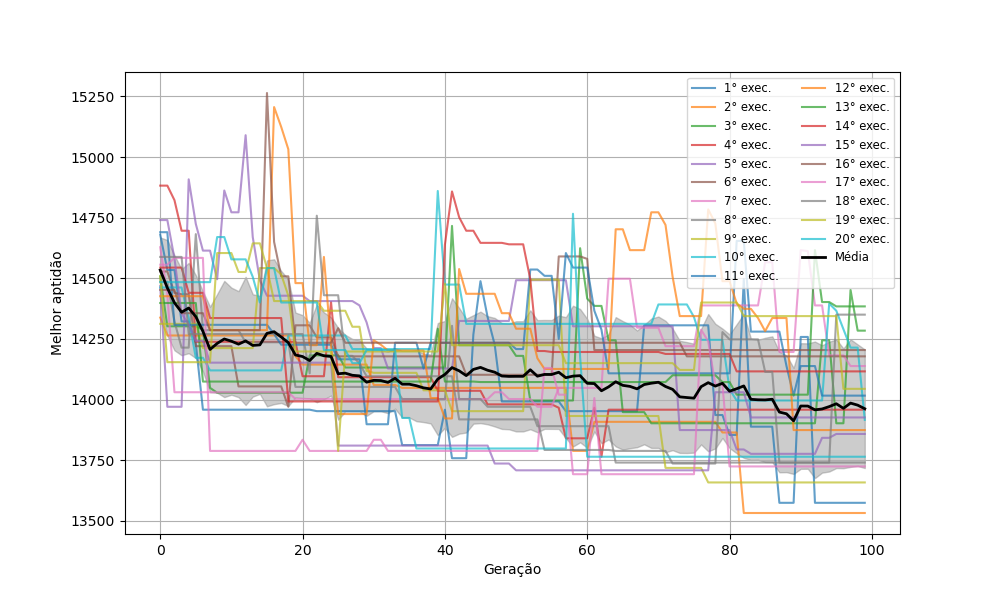 15250
15000
14750
14500
14250
14000
13750
13500
Melhor aptidão
0
20
40
60
80
100
Geração
1° exec.
2° exec.
3° exec.
4° exec.
5° exec.
6° exec.
7° exec.
8° exec.
9° exec.
10° exec.
11° exec.
12° exec.
13° exec.
14° exec.
15° exec.
16° exec.
17° exec.
18° exec.
19° exec.
20° exec.
Média